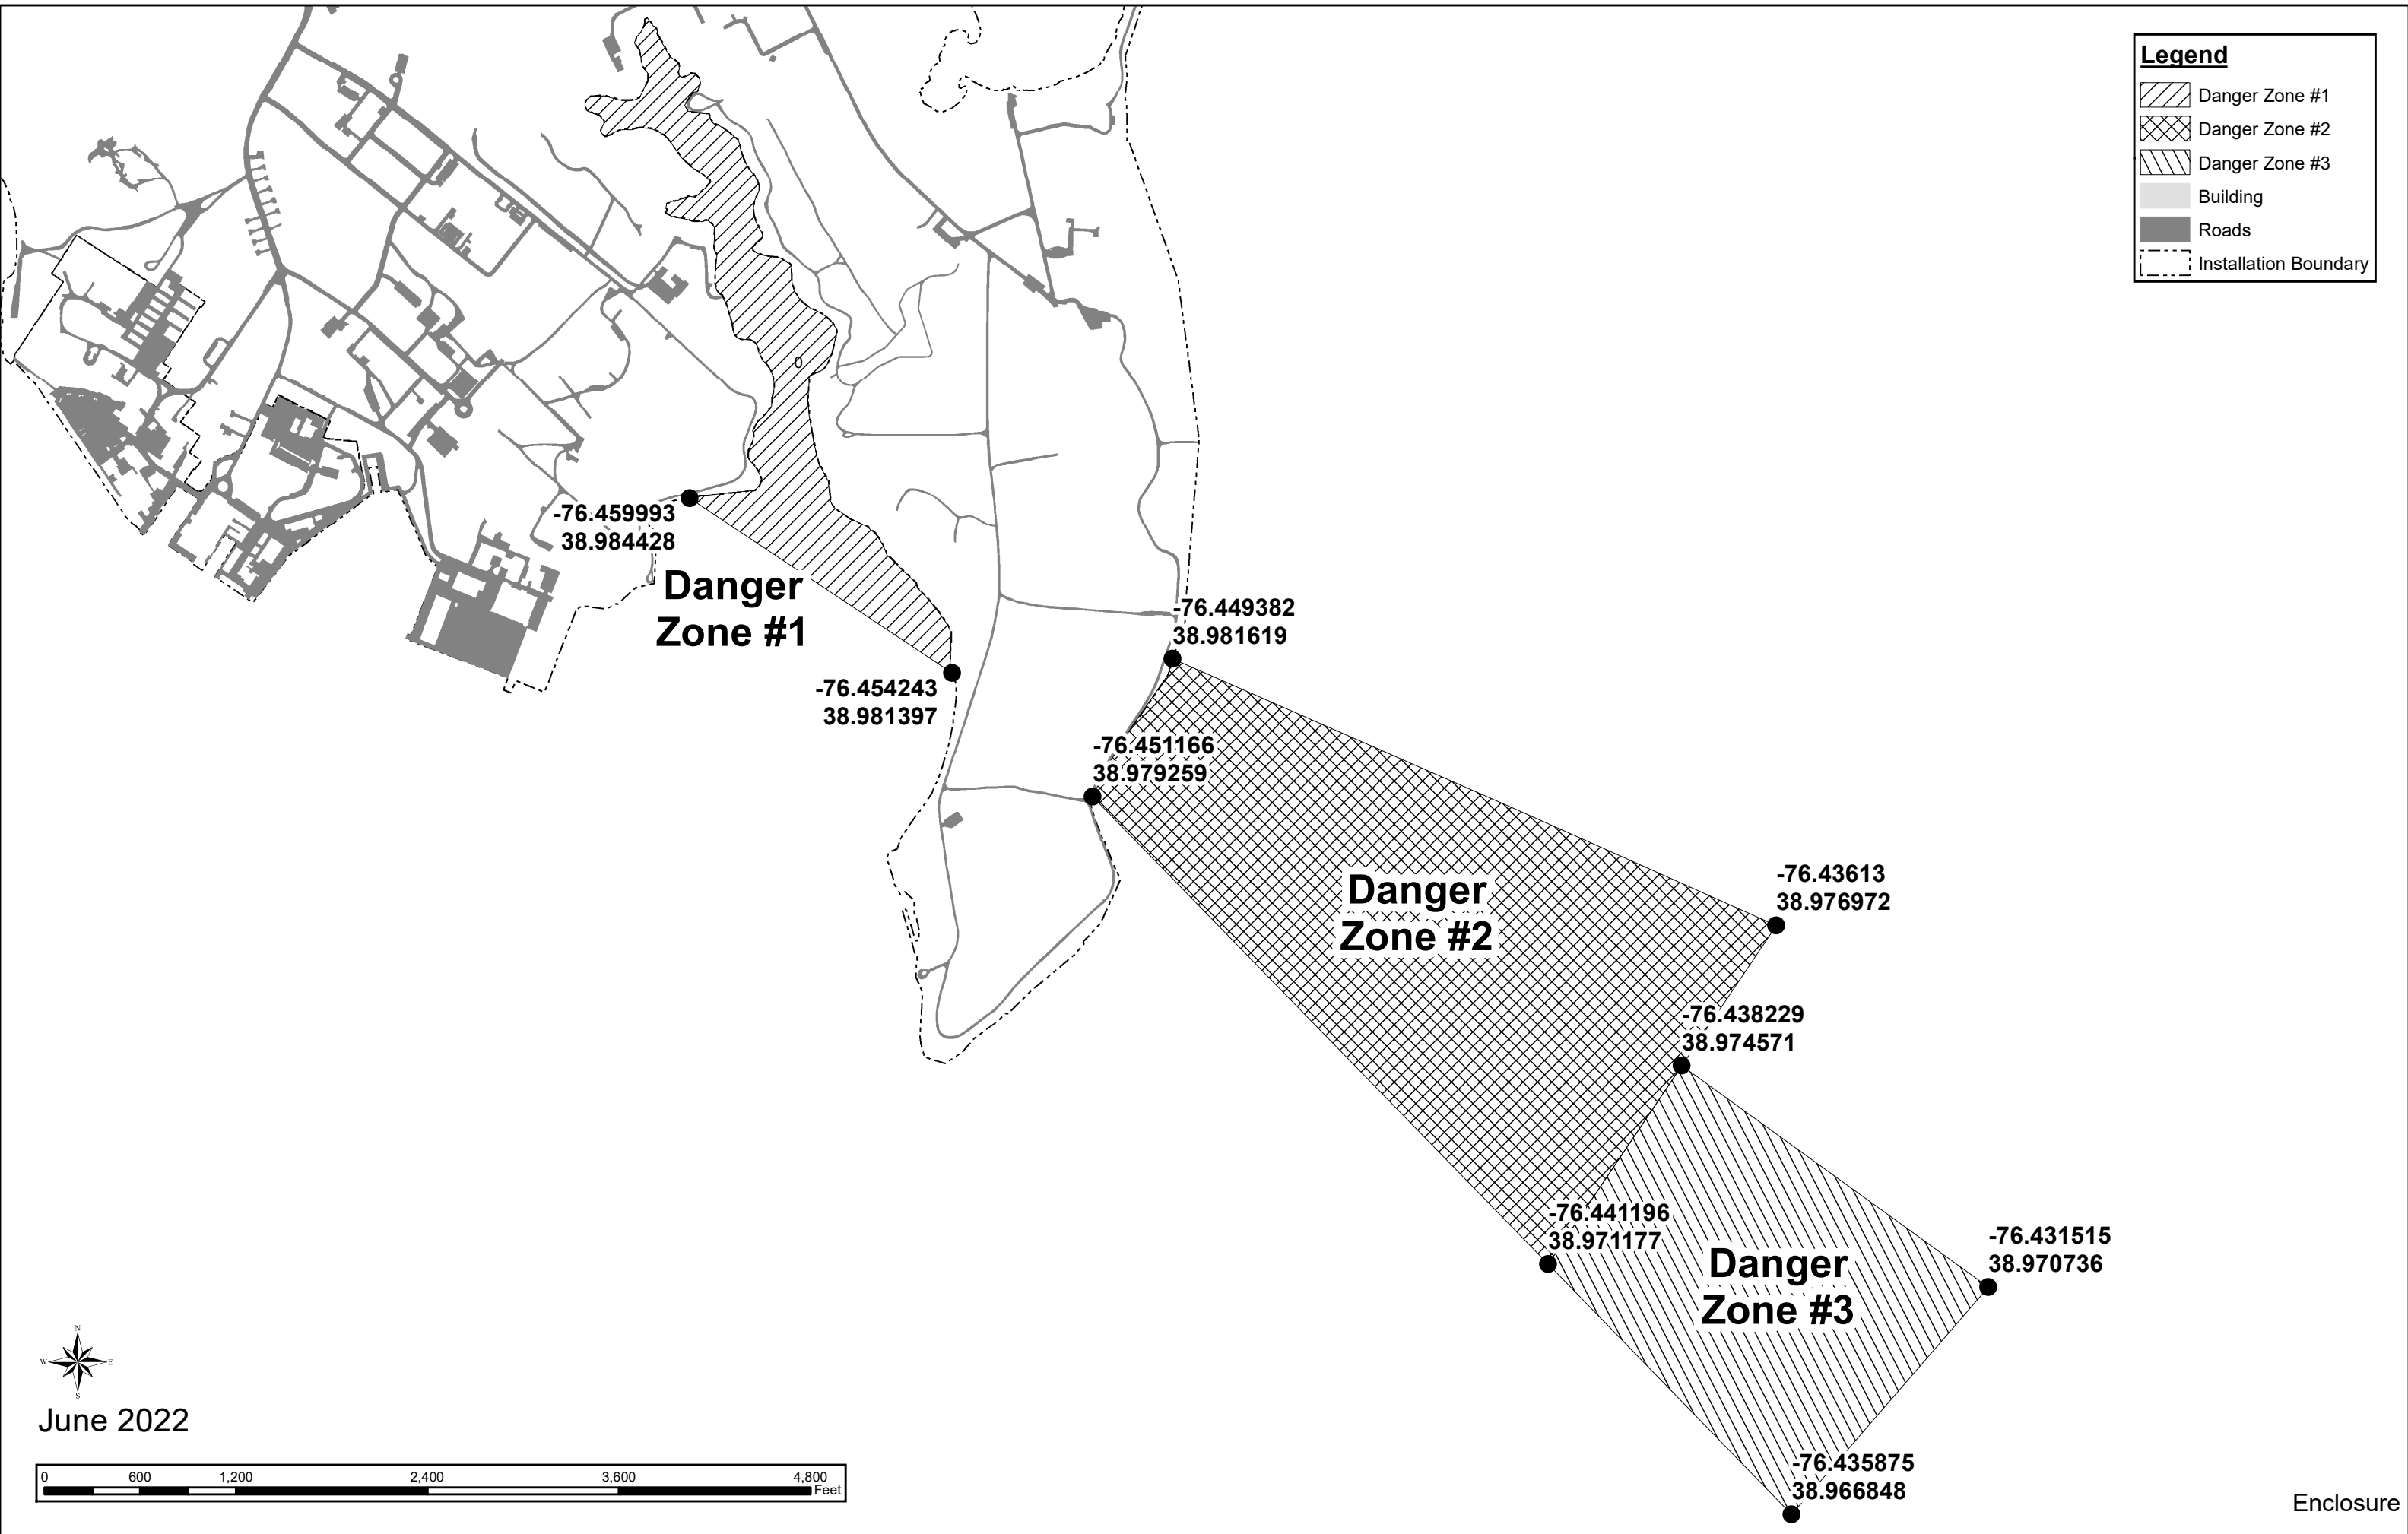 Legend
Danger Zone #1
Danger Zone #2
Danger Zone #3
Building
Roads
Installation Boundary
-76.459993
38.984428
Danger
Zone #1
-76.454243
38.981397
-76.449382
38.981619
-76.451166
38.979259
Danger
Zone #2
-76.43613
38.976972
-76.438229
38.974571
-76.441196
38.971177
Danger
Zone #3
-76.431515
38.970736
-76.435875
38.966848
N
W E
S
June 2022
0 600 1,200 2,400 3,600 4,800
Feet
Enclosure